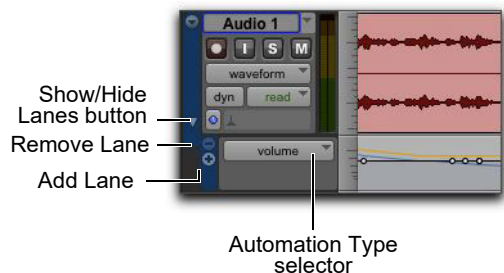 Audio 1
I S M
waveform
dyn read
Show/Hide
Lanes button
Remove Lane
Add Lane
volume
Automation Type
selector